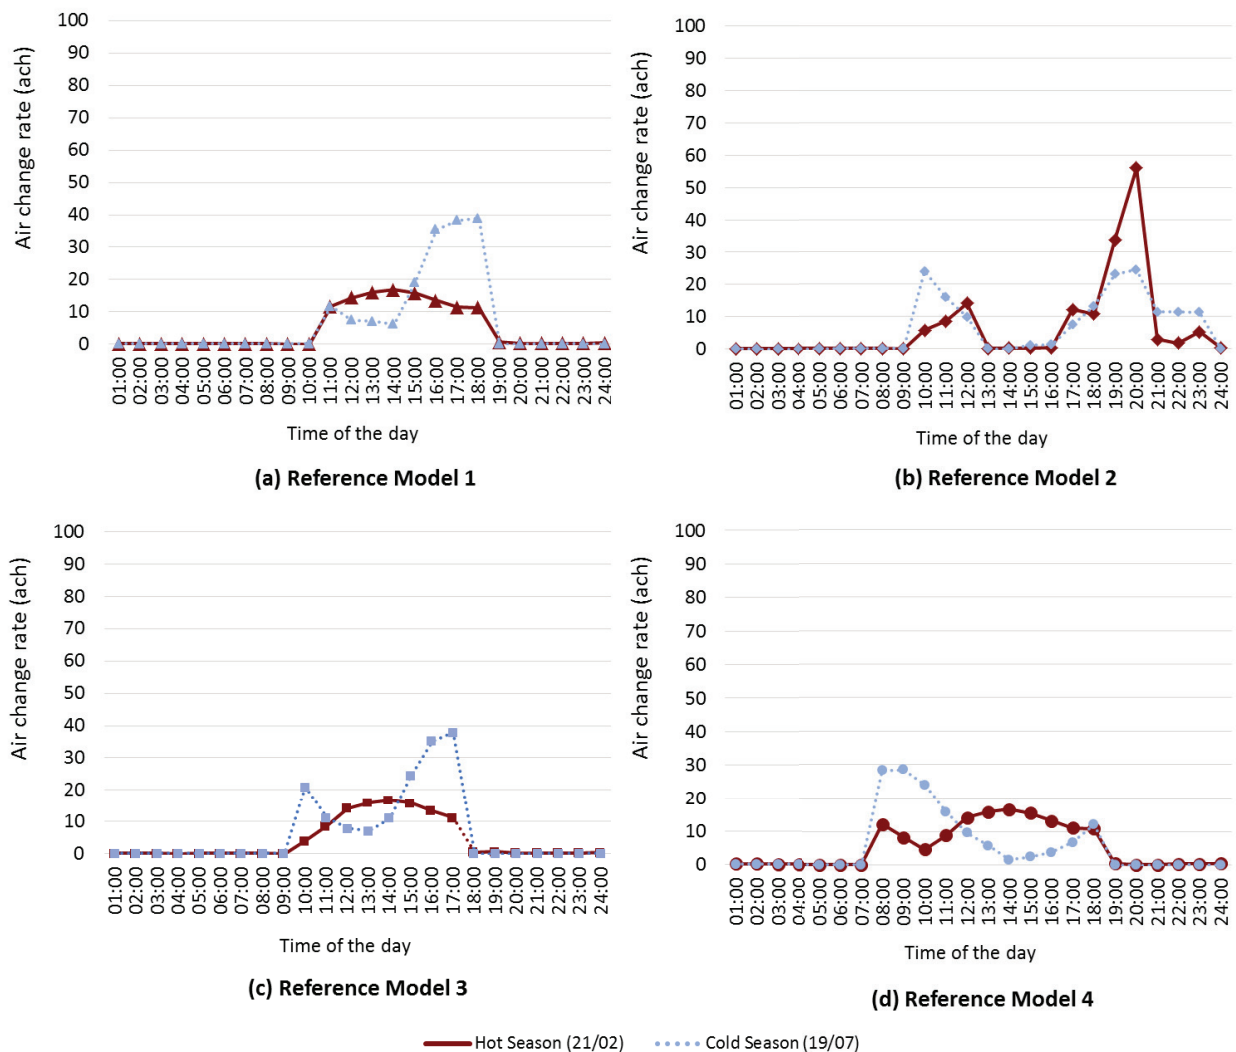 100
90
80
70
60
50
40
30
20
10
0
Air change rate (ach)
01:00 02:00 03:00 04:00 05:00 06:00 07:00 08:00 09:00 10:00 11:00 12:00 13:00 14:00 15:00 16:00 17:00 18:00 19:00 20:00 21:00 22:00 23:00 24:00
Time of the day
(a) Reference Model 1
100
90
80
70
60
50
40
30
20
10
0
Air change rate (ach)
01:00 02:00 03:00 04:00 05:00 06:00 07:00 08:00 09:00 10:00 11:00 12:00 13:00 14:00 15:00 16:00 17:00 18:00 19:00 20:00 21:00 22:00 23:00 24:00
Time of the day
(b) Reference Model 2
100
90
80
70
60
50
40
30
20
10
0
Air change rate (ach)
01:00 02:00 03:00 04:00 05:00 06:00 07:00 08:00 09:00 10:00 11:00 12:00 13:00 14:00 15:00 16:00 17:00 18:00 19:00 20:00 21:00 22:00 23:00 24:00
Time of the day
(c) Reference Model 3
100
90
80
70
60
50
40
30
20
10
0
Air change rate (ach)
01:00 02:00 03:00 04:00 05:00 06:00 07:00 08:00 09:00 10:00 11:00 12:00 13:00 14:00 15:00 16:00 17:00 18:00 19:00 20:00 21:00 22:00 23:00 24:00
Time of the day
(d) Reference Model 4
Hot Season (21/02) Cold Season (19/07)